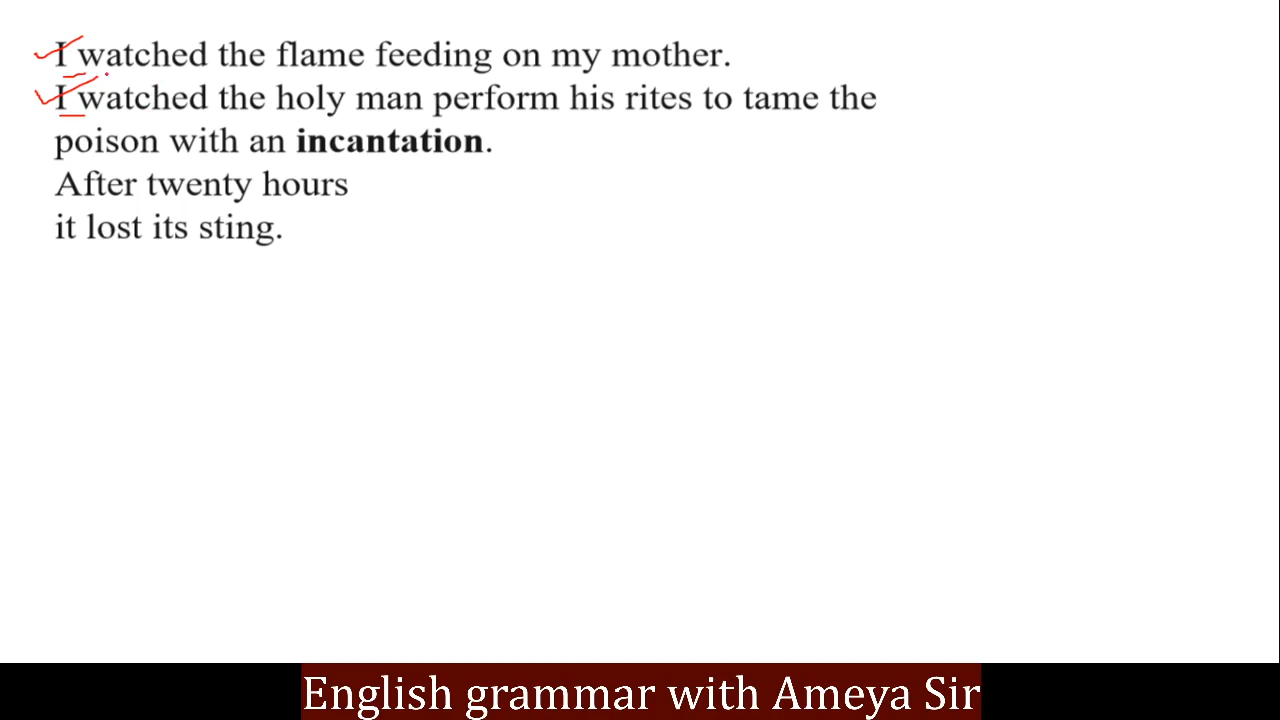 I watched the flame feeding on my mother.
I watched the holy man perform his rites to tame the
poison with an incantation.
After twenty hours
it lost its sting.
English grammar with Ameya Sir